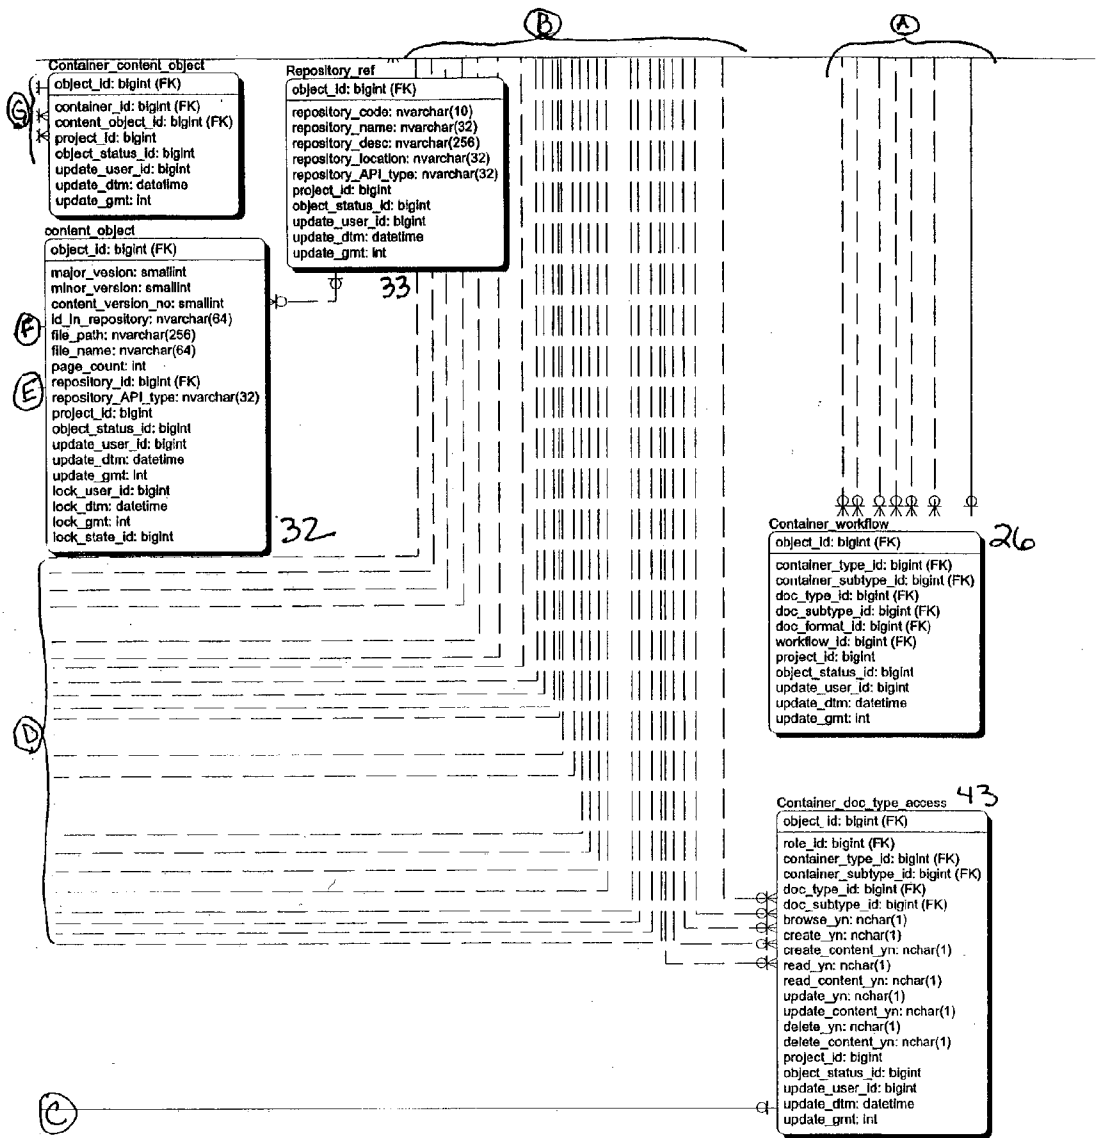 B
A
Container_content_object
object_id: bigint (FK)
G
container_id: bigint (FK)
content_object_id: bigint (FK)
project_id: bigint
object_status_id: bigint
update_user_id: bigint
update_dtm: datetime
update_gmt: int
Repository_ref
object_id: bigint (FK)
repository_code: nvarchar(10)
repository_name: nvarchar(32)
repository_desc: nvarchar(256)
repository_location: nvarchar(32)
repository_API_type: nvarchar(32)
project_id: bigint
object_status_id: bigint
update_user_id: bigint
update_dtm: datetime
update_gmt: int
33
content_object
object_id: bigint (FK)
major_vesion: smallint
minor_version: smallint
content_version_no: smallint
id_in_repository: nvarchar(64)
F
file_path: nvarchar(256)
file_name: nvarchar(64)
page_count: int
E
repository_id: bigint (FK)
repository_API_type: nvarchar(32)
project_id: bigint
object_status_id: bigint
update_user_id: bigint
update_dtm: datetime
update_gmt: int
lock_user_id: bigint
lock_dtm: datetime
lock_gmt: int
lock_state_id: bigint
32
Container_workflow
26
object_id: bigint (FK)
container_type_id: bigint (FK)
container_subtype_id: bigint (FK)
doc_type_id: bigint (FK)
doc_subtype_id: bigint (FK)
doc_format_id: bigint (FK)
workflow_id: bigint (FK)
project_id: bigint
object_status_id: bigint
update_user_id: bigint
update_dtm: datetime
update_gmt: int
D
Container_doc_type_access
43
object_id: bigint (FK)
role_id: bigint (FK)
container_type_id: bigint (FK)
container_subtype_id: bigint (FK)
doc_type_id: bigint (FK)
doc_subtype_id: bigint (FK)
browse_yn: nchar(1)
create_yn: nchar(1)
create_content_yn: nchar(1)
read_yn: nchar(1)
read_content_yn: nchar(1)
update_yn: nchar(1)
update_content_yn: nchar(1)
delete_yn: nchar(1)
delete_content_yn: nchar(1)
project_id: bigint
object_status_id: bigint
update_user_id: bigint
update_dtm: datetime
update_gmt: int
C